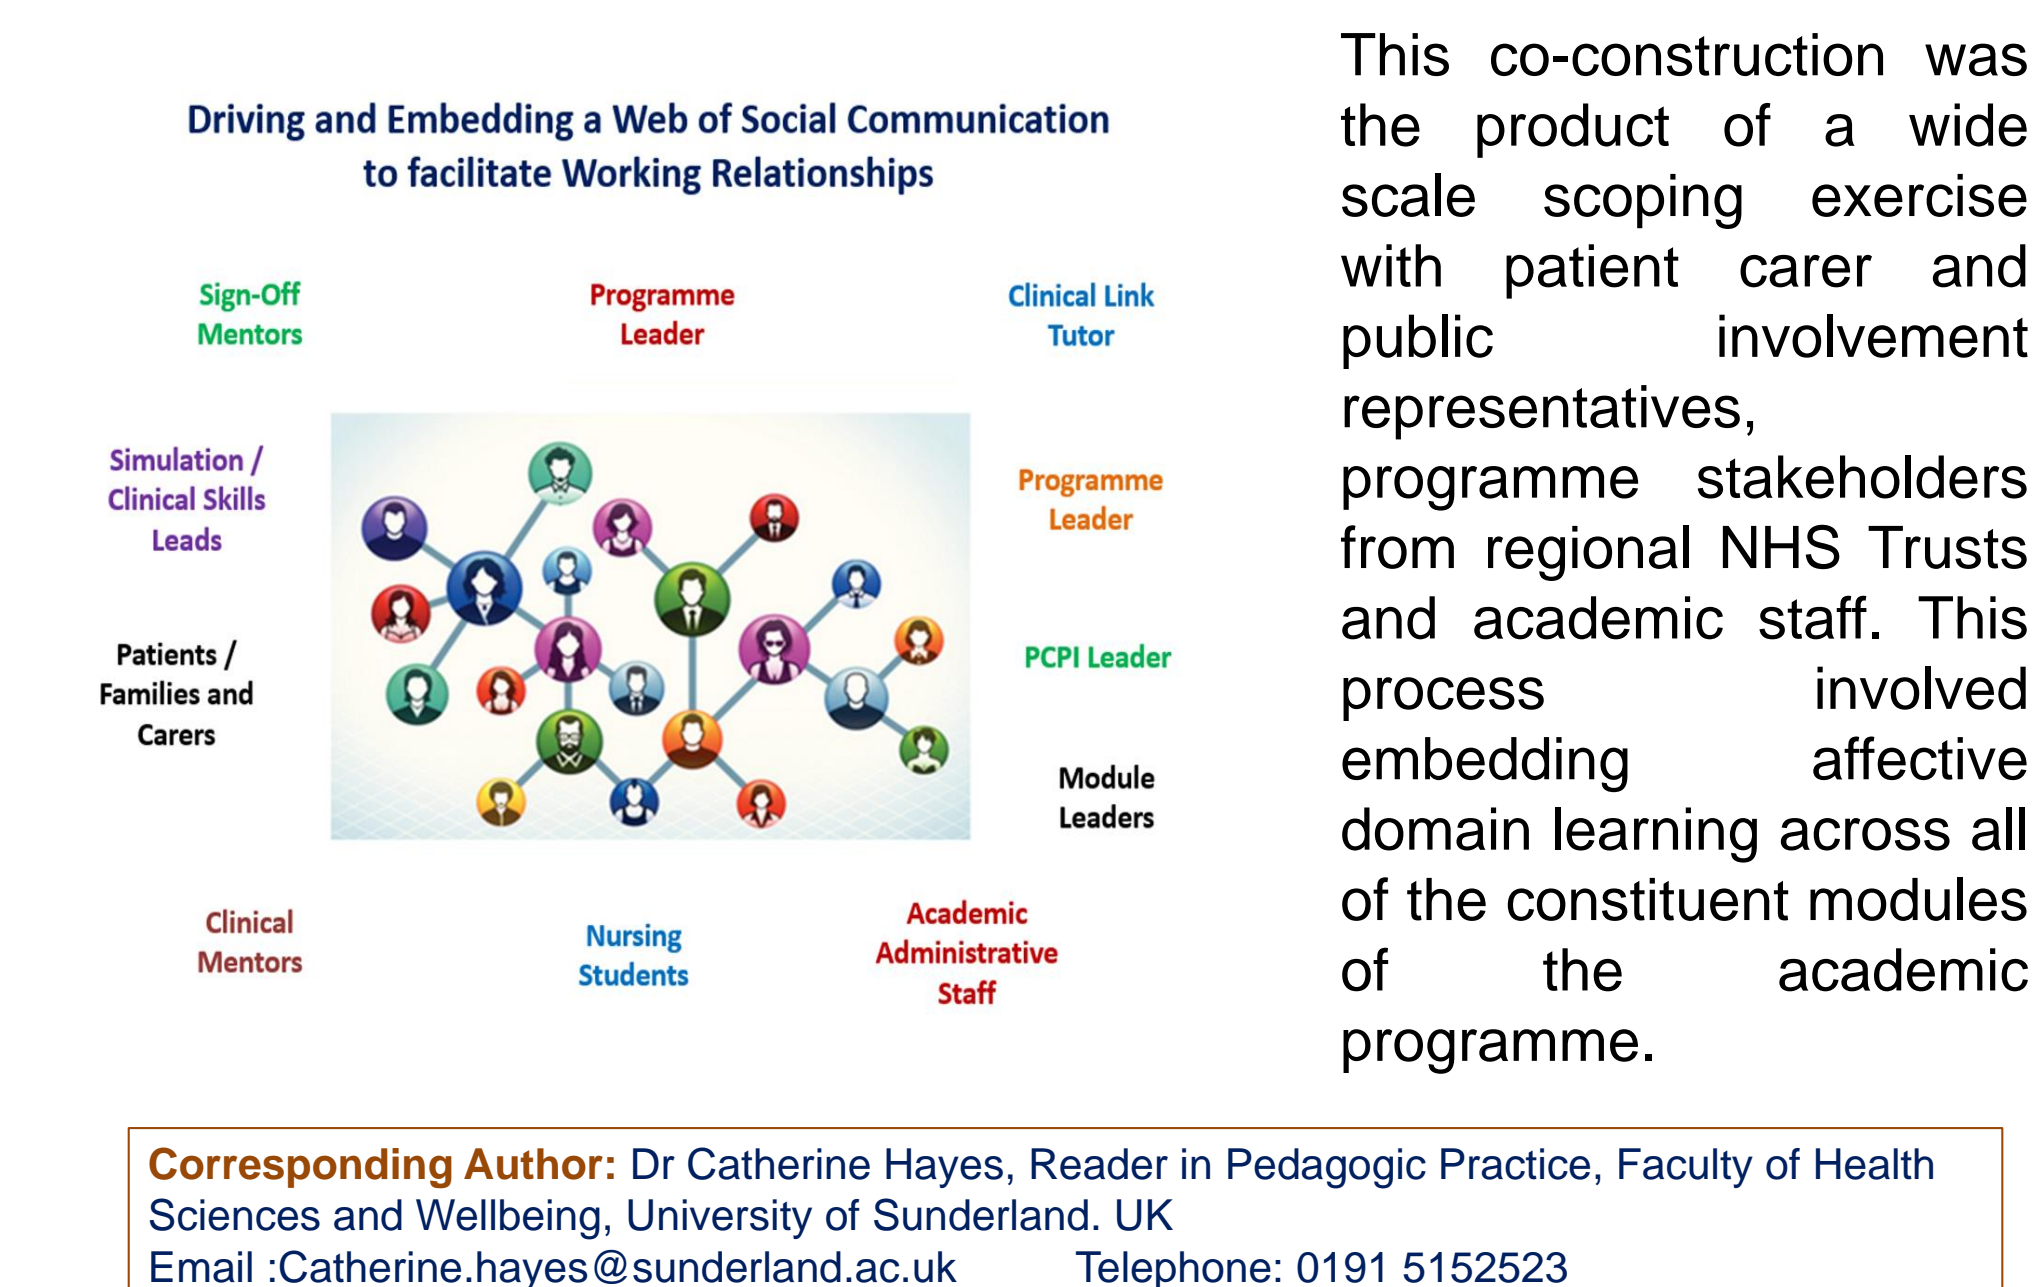 Driving and Embedding a Web of Social Communication
to facilitate Working Relationships
Sign-Off
Mentors
Programme
Leader
Clinical Link
Tutor
Simulation /
Clinical Skills
Leads
Programme
Leader
Patients /
Families and
Carers
PCPI Leader
Module
Leaders
Clinical
Mentors
Nursing
Students
Academic
Administrative
Staff
This co-construction was
the product of a wide
scale scoping exercise
with patient carer and
public involvement
representatives,
programme stakeholders
from regional NHS Trusts
and academic staff. This
process involved
embedding affective
domain learning across all
of the constituent modules
of the academic
programme.
Corresponding Author: Dr Catherine Hayes, Reader in Pedagogic Practice, Faculty of Health
Sciences and Wellbeing, University of Sunderland. UK
Email :Catherine.hayes@sunderland.ac.uk Telephone: 0191 5152523